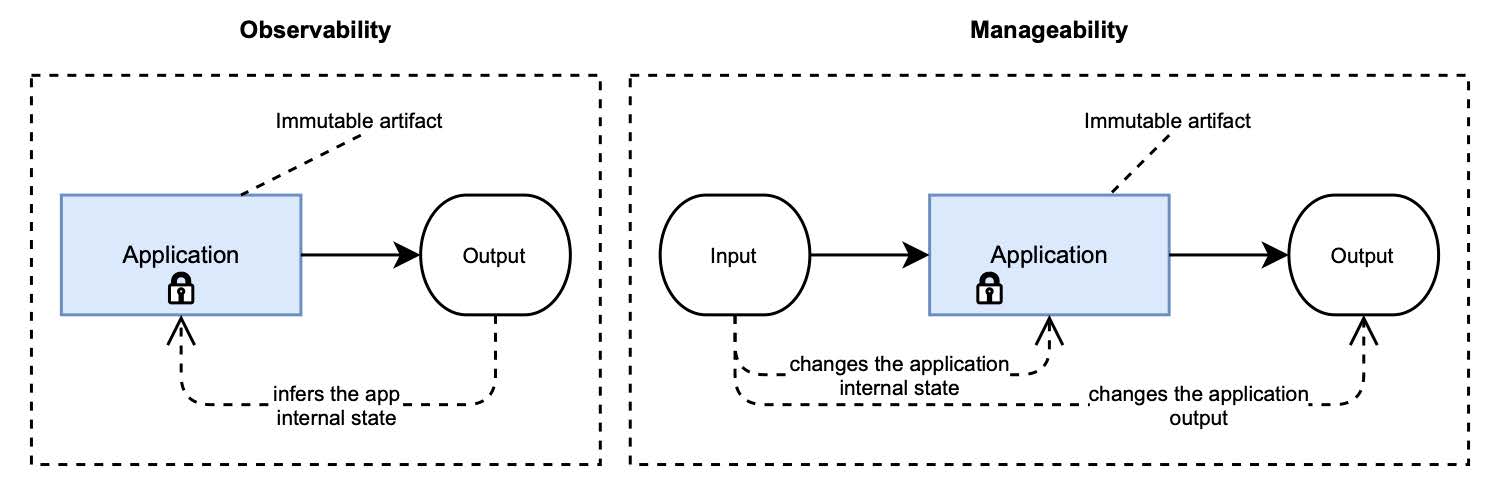 Observability
Immutable artifact
Application
Output
infers the app
internal state
Manageability
Immutable artifact
Input
Application
Output
changes the application
internal state
changes the application
output